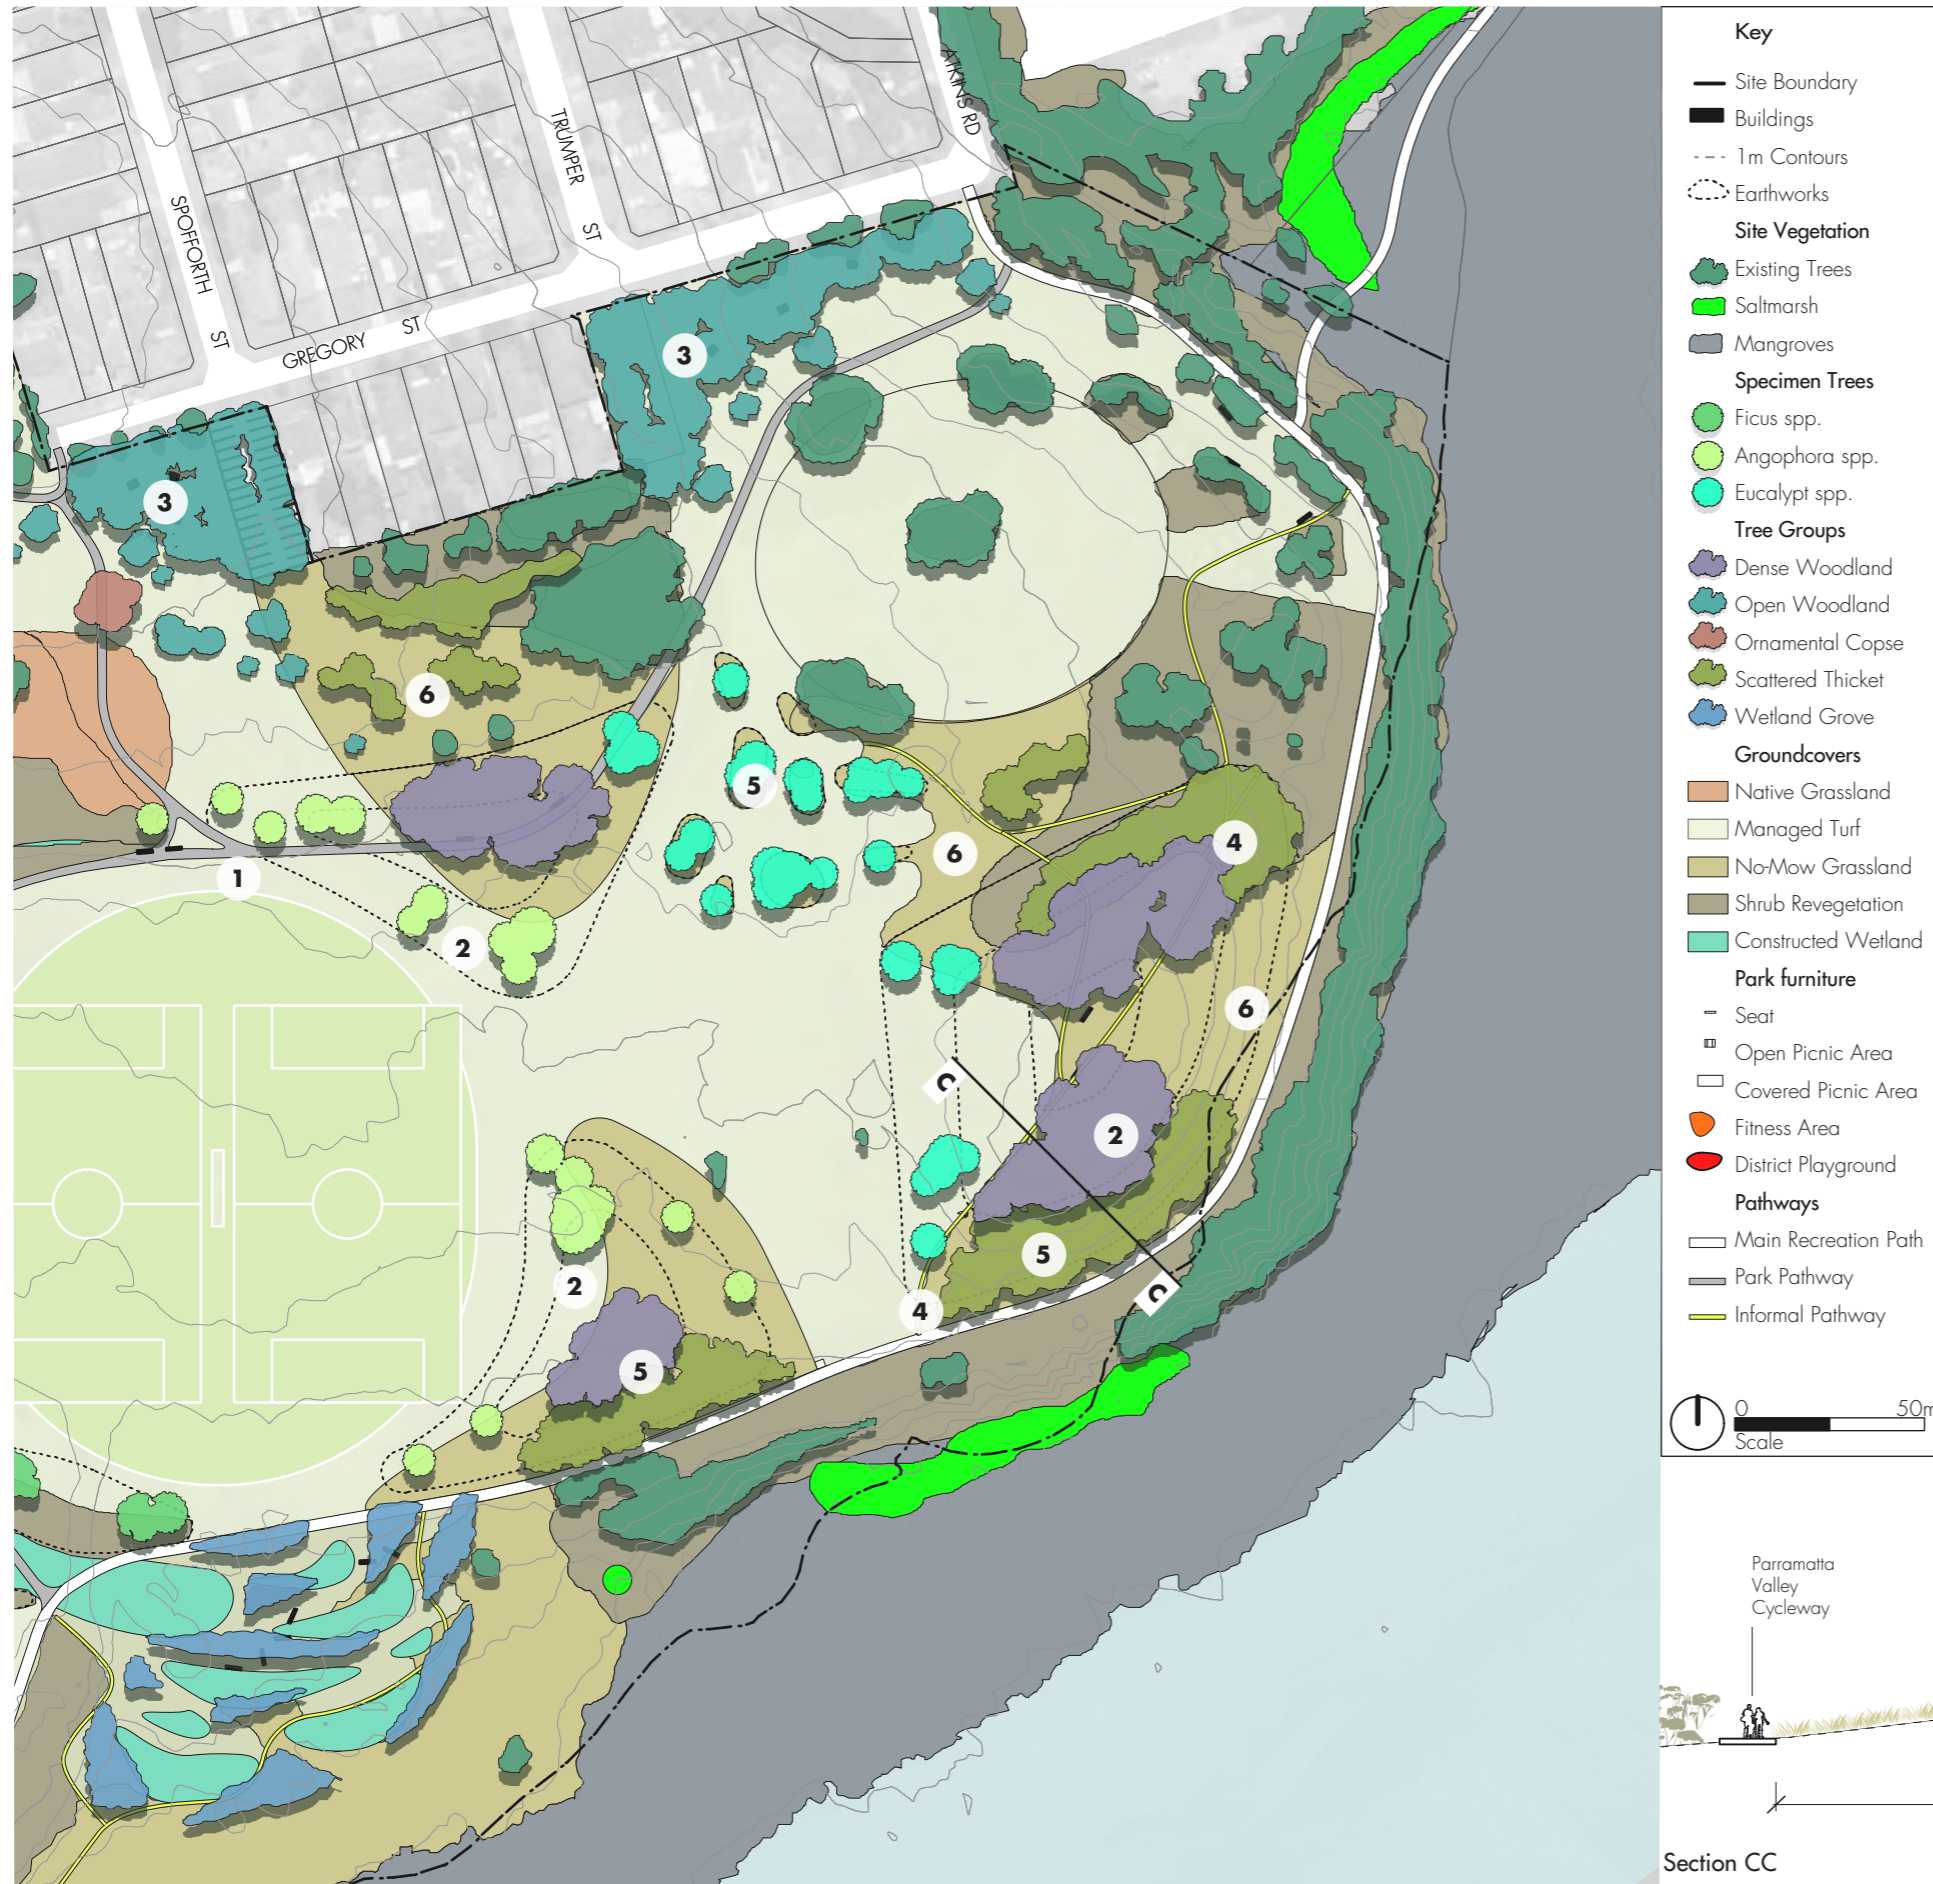 ATKINS RD
TRUMPER
ST
SPOFFORTH
ST
GREGORY ST
3
3
6
5
4
6
1
2
6
C
2
5
2
C
4
5
Key
Site Boundary
Buildings
1m Contours
Earthworks
Site Vegetation
Existing Trees
Saltmarsh
Mangroves
Specimen Trees
Ficus spp.
Angophora spp.
Eucalypt spp.
Tree Groups
Dense Woodland
Open Woodland
Ornamental Copse
Scattered Thicket
Wetland Grove
Groundcovers
Native Grassland
Managed Turf
No-Mow Grassland
Shrub Revegetation
Constructed Wetland
Park furniture
Seat
Open Picnic Area
Covered Picnic Area
Fitness Area
District Playground
Pathways
Main Recreation Path
Park Pathway
Informal Pathway
0 50m
Scale
Parramatta
Valley
Cycleway
Section CC